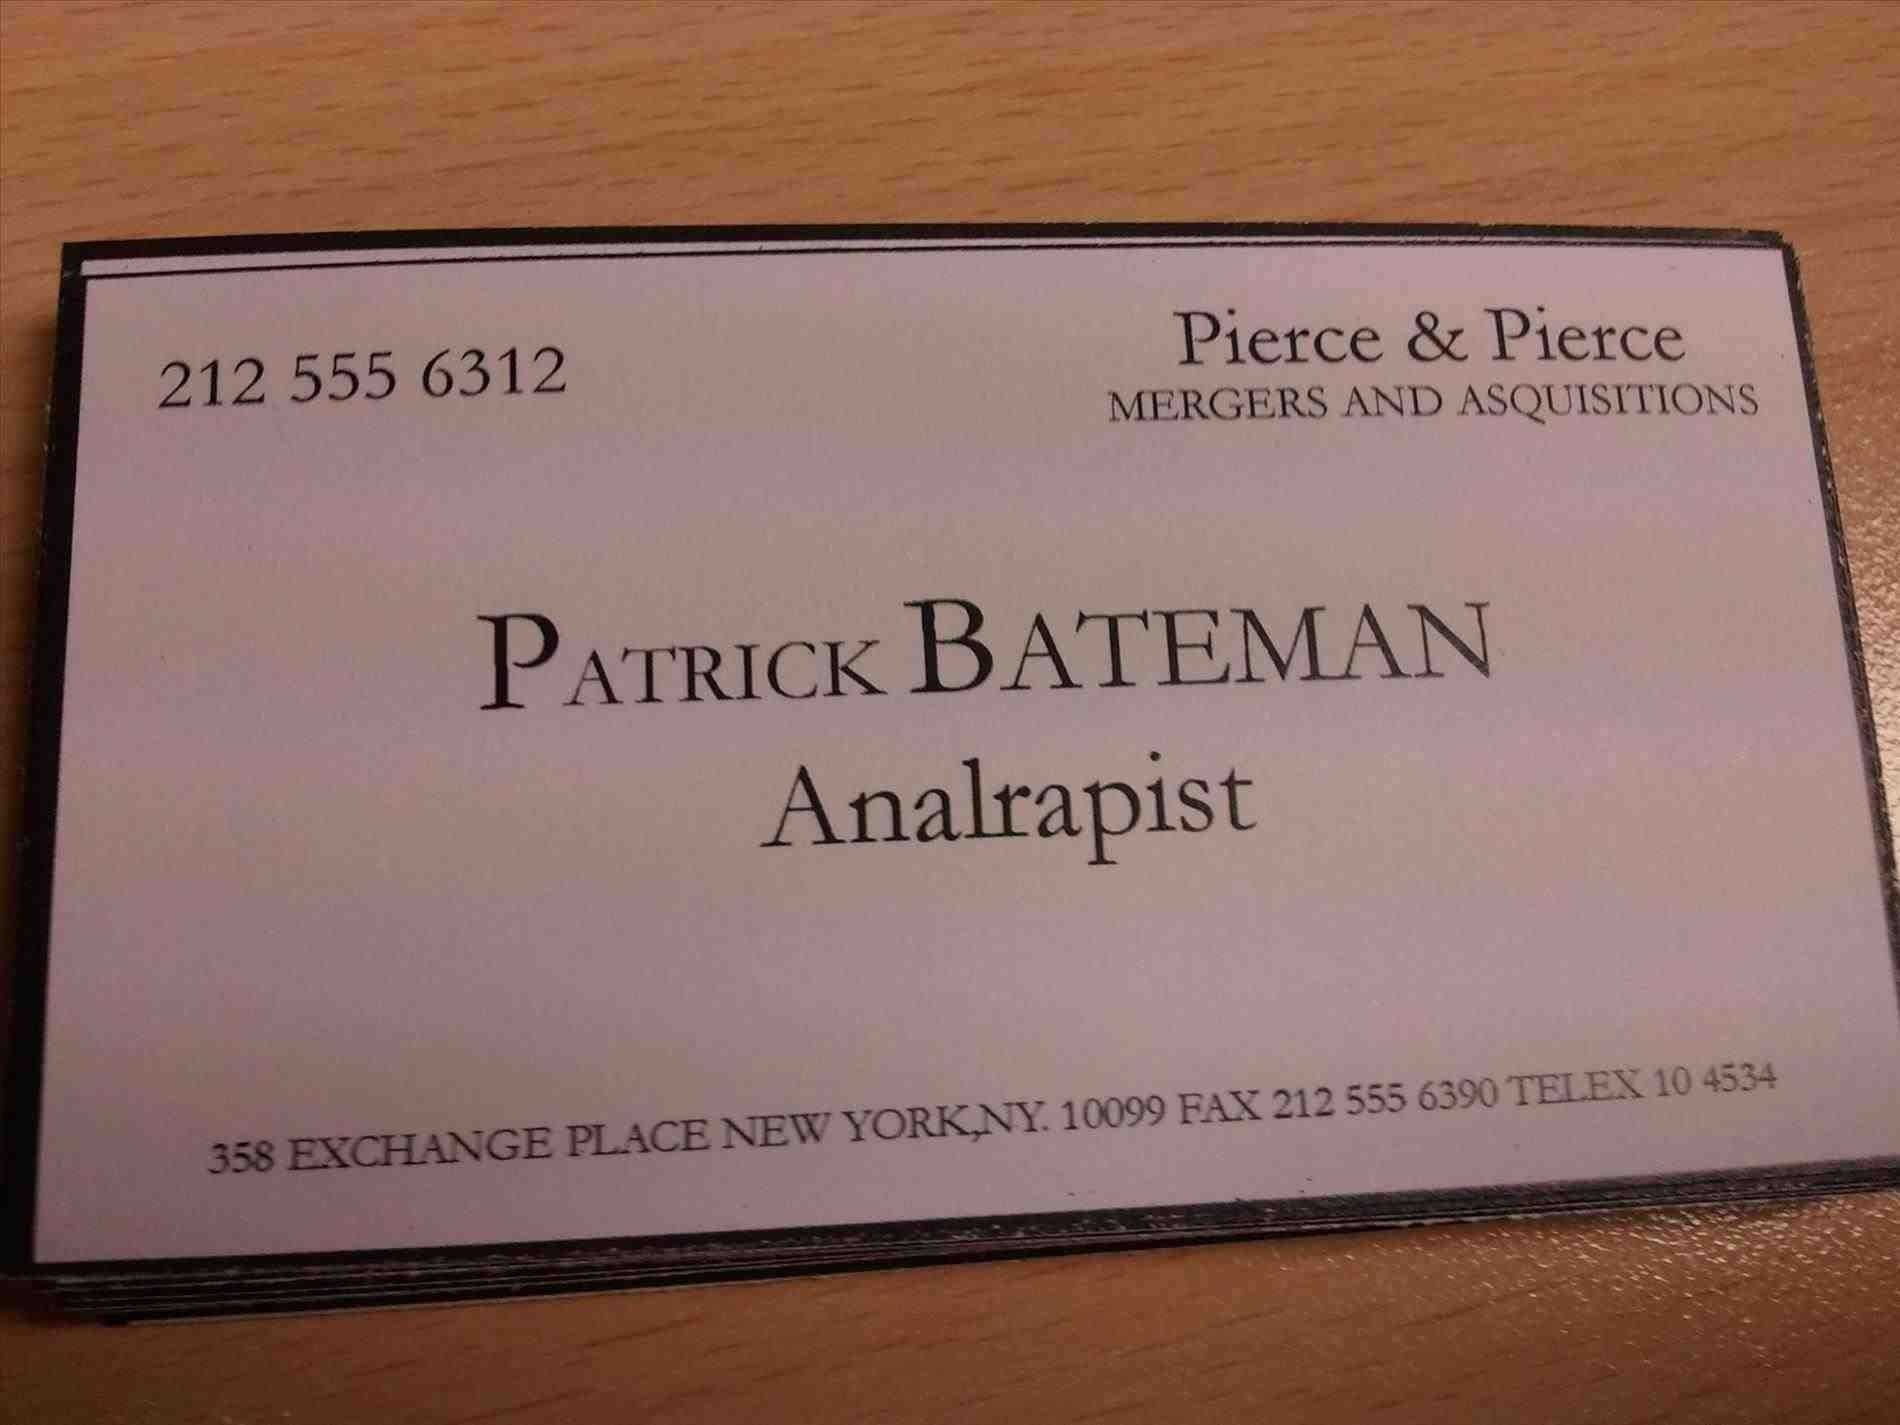 212 555 6312
Pierce & Pierce
MERGERS AND ASQUISITIONS
PATRICK BATEMAN
Analrapist
358 EXCHANGE PLACE NEW YORK,NY. 10099 FAX 212 555 6390 TELEX 10 4534